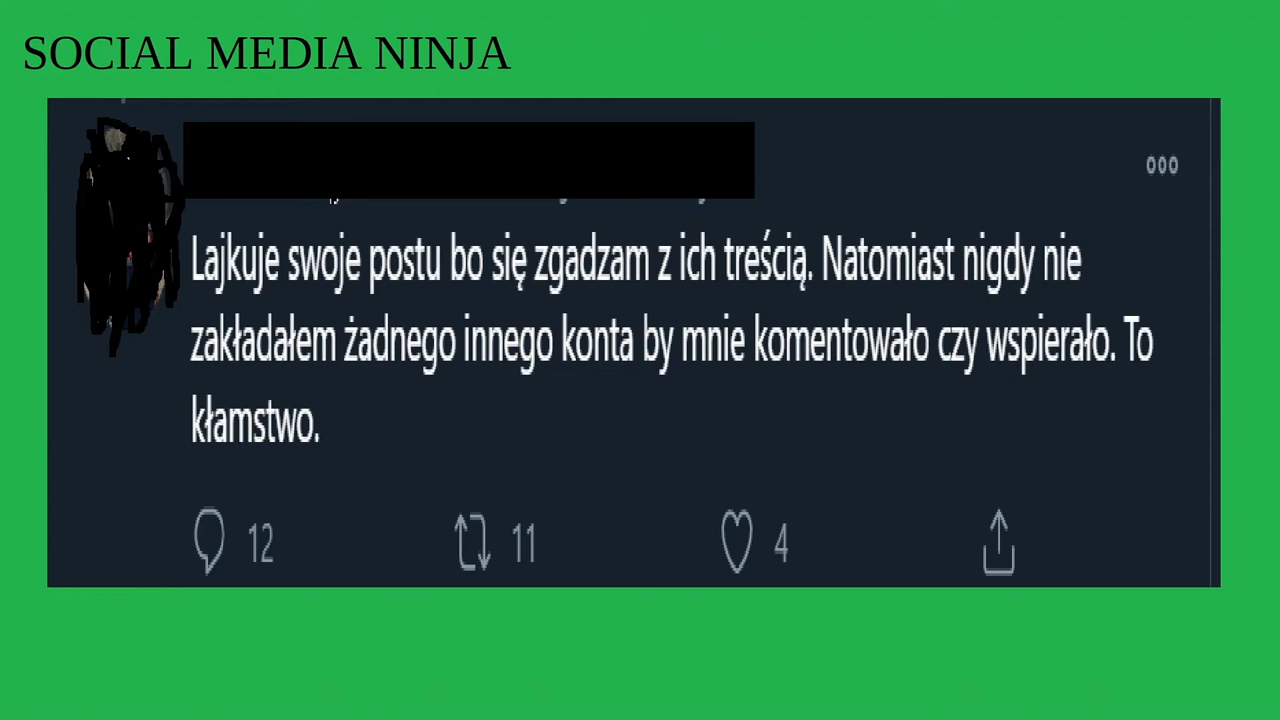 SOCIAL MEDIA NINJA
Lajkuje swoje postu bo się zgadzam z ich treścią. Natomiast nigdy nie
zakładałem żadnego innego konta by mnie komentowało czy wspierało. To
kłamstwo.
12 11 4